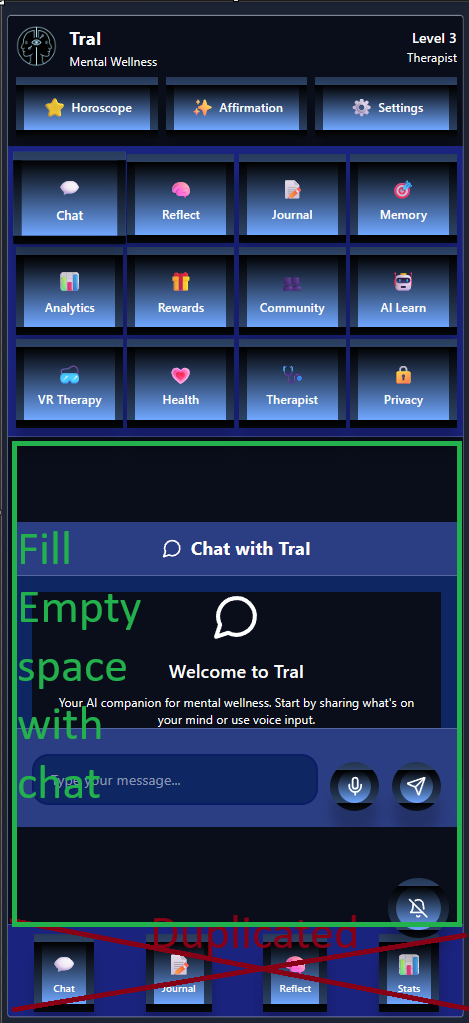 Tral
Level 3
Mental Wellness
Therapist
Horoscope
Affirmation
Settings
Chat
Reflect
Journal
Memory
Analytics
Rewards
Community
AI Learn
VR Therapy
Health
Therapist
Privacy
Fill
Empty
space
with
chat
Chat with Tral
Welcome to Tral
Your AI companion for mental wellness. Start by sharing what's on
your mind or use voice input.
Type your message...
Duplicated
Chat
Journal
Reflect
Stats